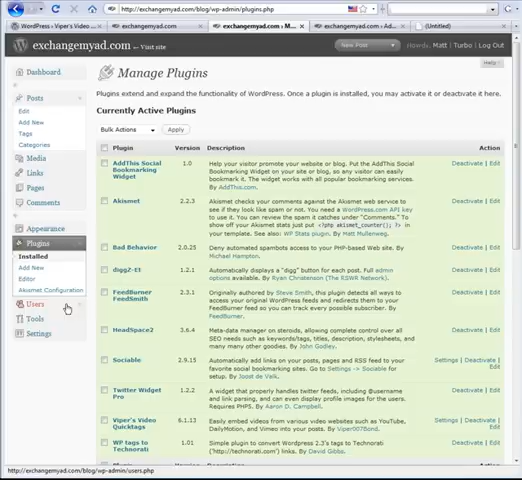 http://exchangemyad.com/blog/wp-admin/plugins.php
WordPress › Viper's Video ...
exchangemyad.com
exchangemyad.com › M...
exchangemyad.com › Ad...
(Untitled)
exchangemyad.com ← Visit site
New Post
Howdy, Matt | Turbo | Log Out
Help
Dashboard
Posts
Edit
Add New
Tags
Categories
Media
Links
Pages
Comments
Appearance
Plugins
Installed
Add New
Editor
Akismet Configuration
Users
Tools
Settings
Manage Plugins
Plugins extend and expand the functionality of WordPress. Once a plugin is installed, you may activate it or deactivate it here.
Currently Active Plugins
Bulk Actions Apply
Plugin Version Description Action
AddThis Social Bookmarking Widget 1.0 Help your visitor promote your website or blog. Put the AddThis Social Bookmarking Widget on your site or blog, so any visitor can easily bookmark it. The widget works with all popular bookmarking services. By AddThis.com. Deactivate | Edit
Akismet 2.2.3 Akismet checks your comments against the Akismet web service to see if they look like spam or not. You need a WordPress.com API key to use it. You can review the spam it catches under "Comments." To show off your Akismet stats just put <?php akismet_counter(); ?> in your template. See also: WP Stats plugin. By Matt Mullenweg. Deactivate | Edit
Bad Behavior 2.0.25 Deny automated spambots access to your PHP-based Web site. By Michael Hampton. Deactivate | Edit
digg2-Et 1.2.1 Automatically displays a "digg" button for each post. Full admin options available. By Ryan Christenson (The RSWR Network). Deactivate | Edit
FeedBurner FeedSmith 2.3.1 Originally authored by Steve Smith, this plugin detects all ways to access your original WordPress feeds and redirects them to your FeedBurner feed so you can track every possible subscriber. By FeedBurner. Deactivate | Edit
HeadSpace2 3.6.4 Meta-data manager on steroids, allowing complete control over all SEO needs such as keywords/tags, titles, description, stylesheets, and many many other goodies. By John Godley. Deactivate | Edit
Sociable 2.9.15 Automatically add links on your posts, pages and RSS feed to your favorite social bookmarking sites. Go to Settings -> Sociable for setup. By Joost de Valk. Settings | Deactivate | Edit
Twitter Widget Pro 1.2.2 A widget that properly handles twitter feeds, including @username and link parsing, and can even display profile images for the users. Requires PHP5. By Aaron D. Campbell. Deactivate | Edit
Viper's Video Quicktags 6.1.13 Easily embed videos from various video websites such as YouTube, DailyMotion, and Vimeo into your posts. By Viper007Bond. Settings | Deactivate | Edit
WP tags to Technorati 1.01 Simple plugin to convert Wordpress 2.3's tags to Technorati ('http://technorati.com') links. By David Gibbs. Deactivate | Edit
http://exchangemyad.com/blog/wp-admin/users.php